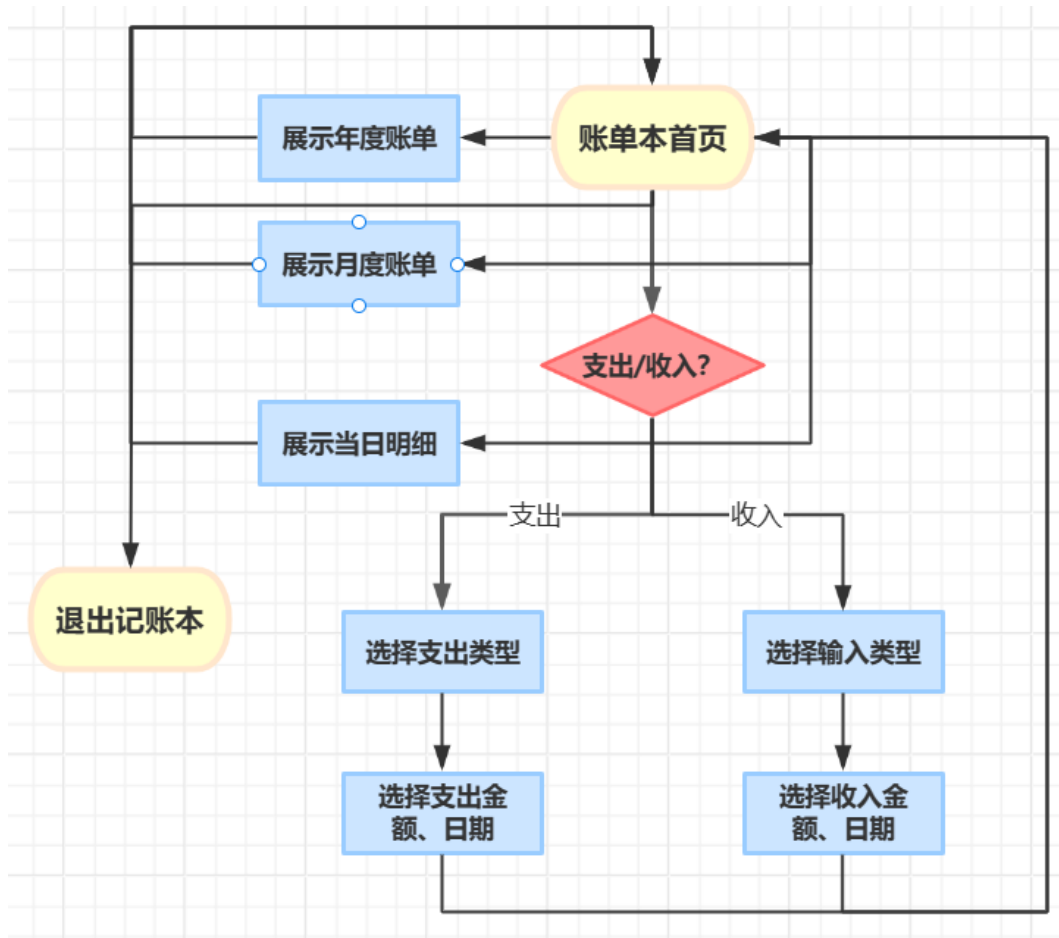 账单本首页
展示年度账单
展示月度账单
支出/收入？
展示当日明细
支出
收入
退出记账本
选择支出类型
选择输入类型
选择支出金
额、日期
选择收入金
额、日期